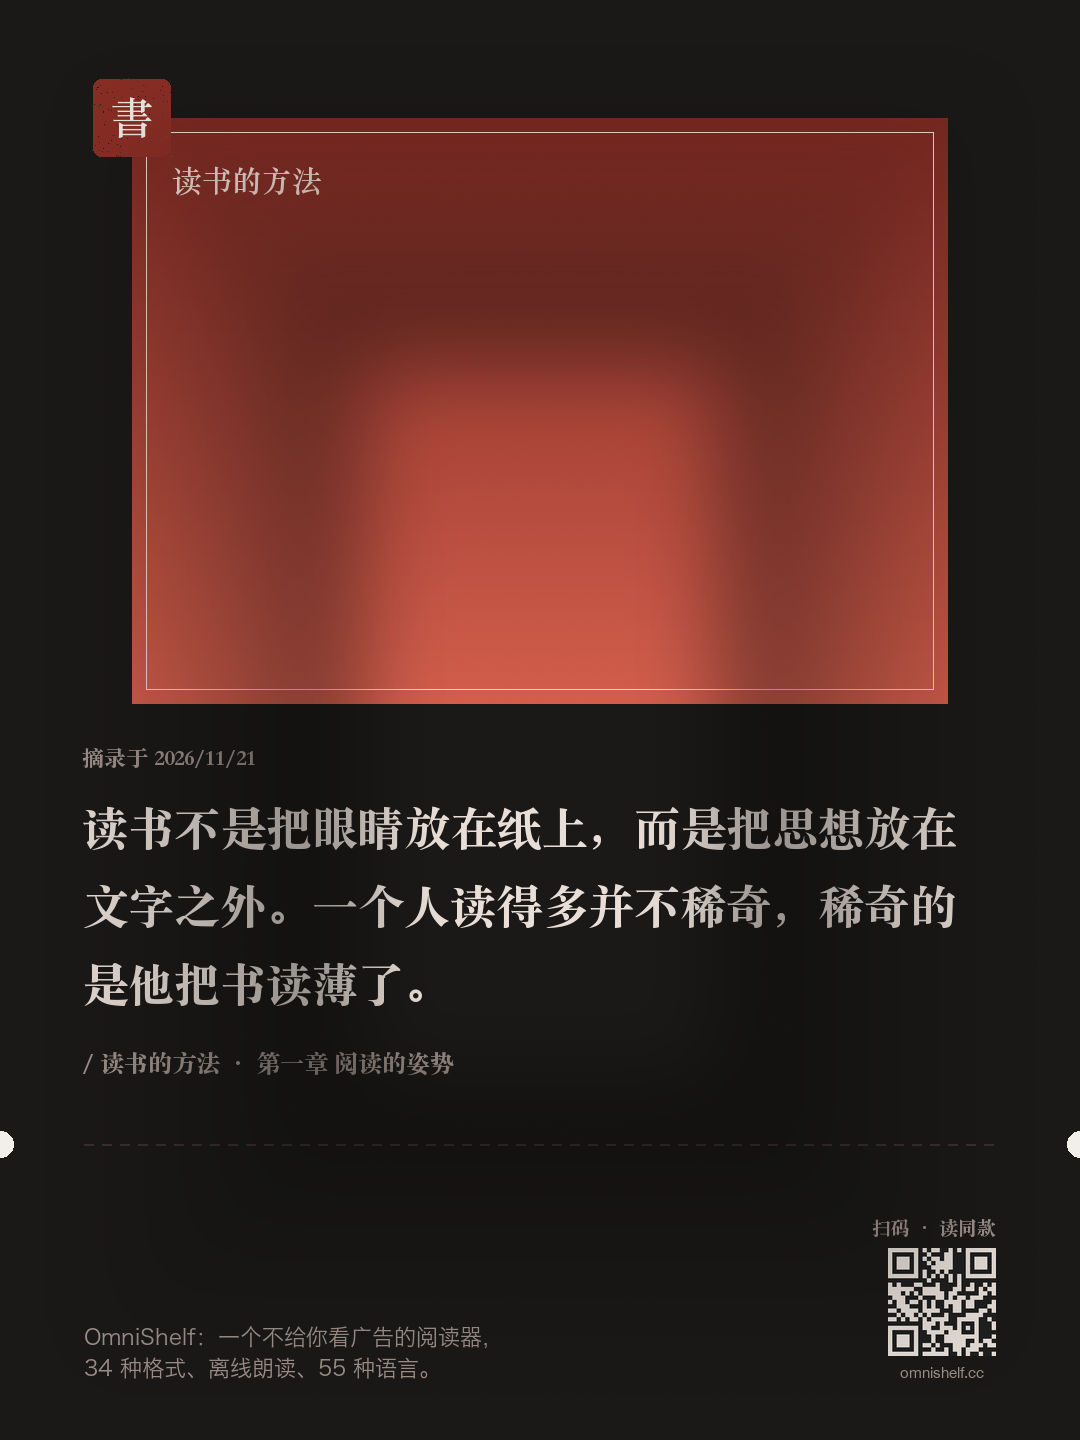 書
读书的方法
摘录于 2026/11/21
读书不是把眼睛放在纸上，而是把思想放在
文字之外。一个人读得多并不稀奇，稀奇的
是他把书读薄了。
/ 读书的方法 · 第一章 阅读的姿势
扫码 · 读同款
OmniShelf：一个不给你看广告的阅读器，
34 种格式、离线朗读、55 种语言。
omnishelf.cc